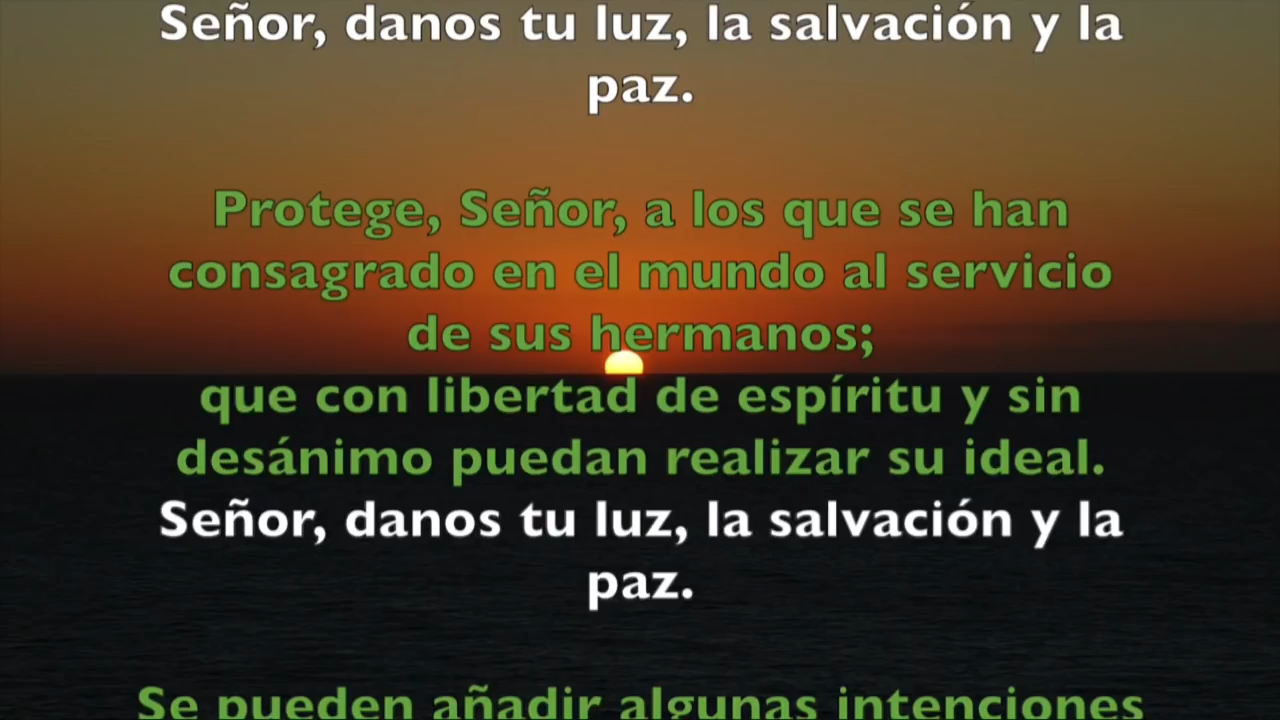 Señor, danos tu luz, la salvación y la
paz.
Protege, Señor, a los que se han
consagrado en el mundo al servicio
de sus hermanos;
que con libertad de espíritu y sin
desánimo puedan realizar su ideal.
Señor, danos tu luz, la salvación y la
paz.
Se pueden añadir algunas intenciones